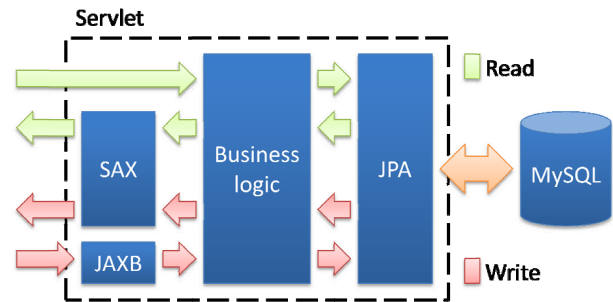 Servlet
Read
SAX
Business
logic
JPA
MySQL
JAXB
Write